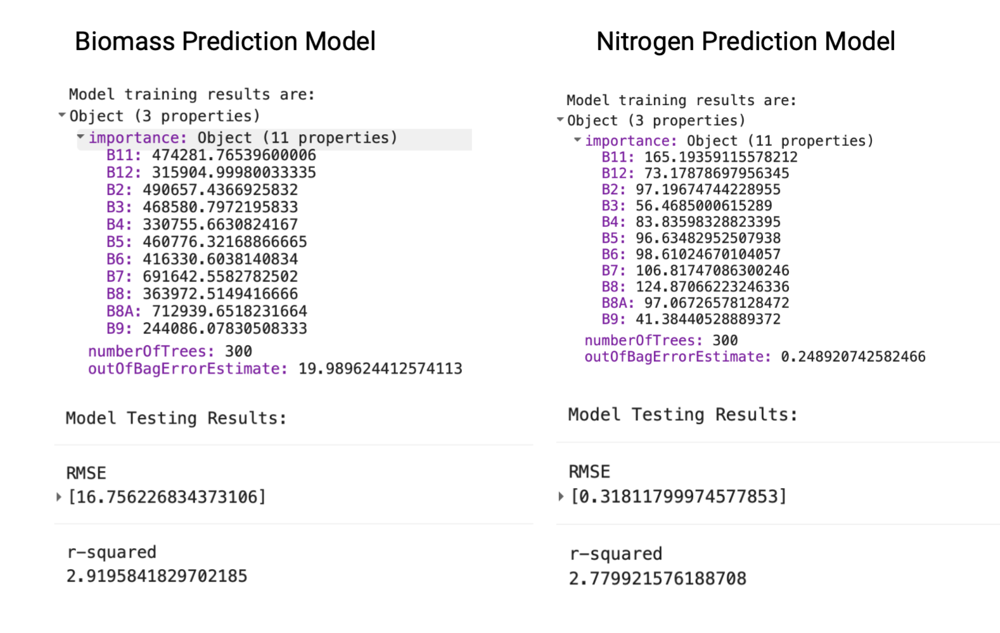 Biomass Prediction Model
Model training results are:
Object (3 properties)
importance: Object (11 properties)
B11: 474281.76539600006
B12: 315904.99980033335
B2: 490657.4366925832
B3: 468580.7972195833
B4: 330755.6630824167
B5: 460776.32168866665
B6: 416330.6038140834
B7: 691642.5582782502
B8: 363972.5149416666
B8A: 712939.6518231664
B9: 244086.07830508333
numberOfTrees: 300
outOfBagErrorEstimate: 19.989624412574113
Model Testing Results:
RMSE
[16.756226834373106]
r-squared
2.9195841829702185
Nitrogen Prediction Model
Model training results are:
Object (3 properties)
importance: Object (11 properties)
B11: 165.19359115578212
B12: 73.17878697956345
B2: 97.19674744228955
B3: 56.4685000615289
B4: 83.83598328823395
B5: 96.63482952507938
B6: 98.61024670104057
B7: 106.81747086300246
B8: 124.87066223246336
B8A: 97.06726578128472
B9: 41.38440528889372
numberOfTrees: 300
outOfBagErrorEstimate: 0.248920742582466
Model Testing Results:
RMSE
[0.31811799974577853]
r-squared
2.779921576188708